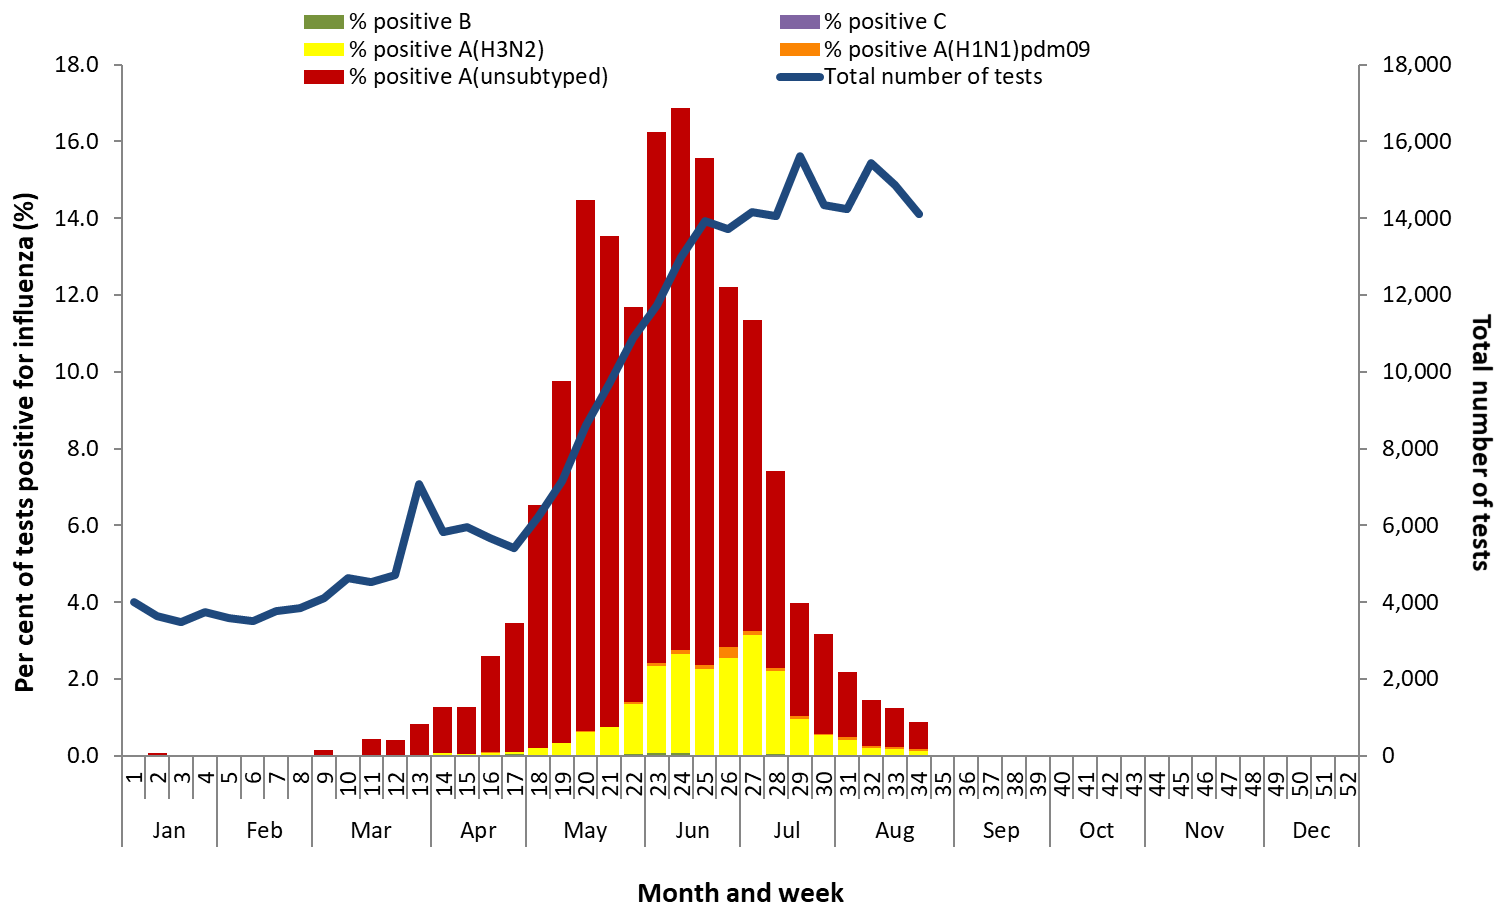 % positive B % positive C
% positive A(H3N2) % positive A(H1N1)pdm09
% positive A(unsubtyped) Total number of tests
Per cent of tests positive for influenza (%)
18.0
16.0
14.0
12.0
10.0
8.0
6.0
4.0
2.0
0.0
18,000
16,000
14,000
12,000
10,000
8,000
6,000
4,000
2,000
0
Total number of tests
1 2 3 4 5 6 7 8 9 10 11 12 13 14 15 16 17 18 19 20 21 22 23 24 25 26 27 28 29 30 31 32 33 34 35 36 37 38 39 40 41 42 43 44 45 46 47 48 49 50 51 52
Jan Feb Mar Apr May Jun Jul Aug Sep Oct Nov Dec
Month and week